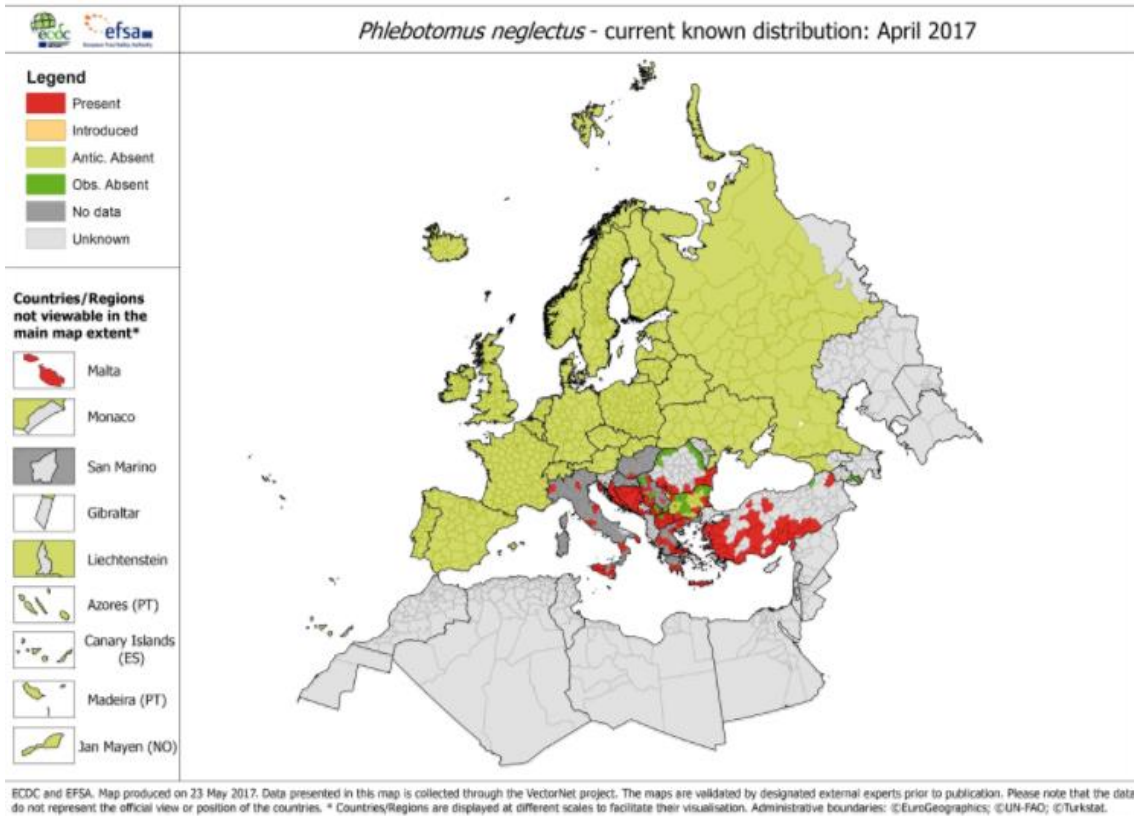 ecdc
efsa
European Food Safety Authority
Phlebotomus neglectus - current known distribution: April 2017
Legend
Present
Introduced
Antic. Absent
Obs. Absent
No data
Unknown
Countries/Regions
not viewable in the
main map extent*
Malta
Monaco
San Marino
Gibraltar
Liechtenstein
Azores (PT)
Canary Islands
(ES)
Madeira (PT)
Jan Mayen (NO)
ECDC and EFSA. Map produced on 23 May 2017. Data presented in this map is collected through the VectorNet project. The maps are validated by designated external experts prior to publication. Please note that the data
do not represent the official view or position of the countries. * Countries/Regions are displayed at different scales to facilitate their visualisation. Administrative boundaries: ©EuroGeographics; ©UN-FAO; ©Turkstat.